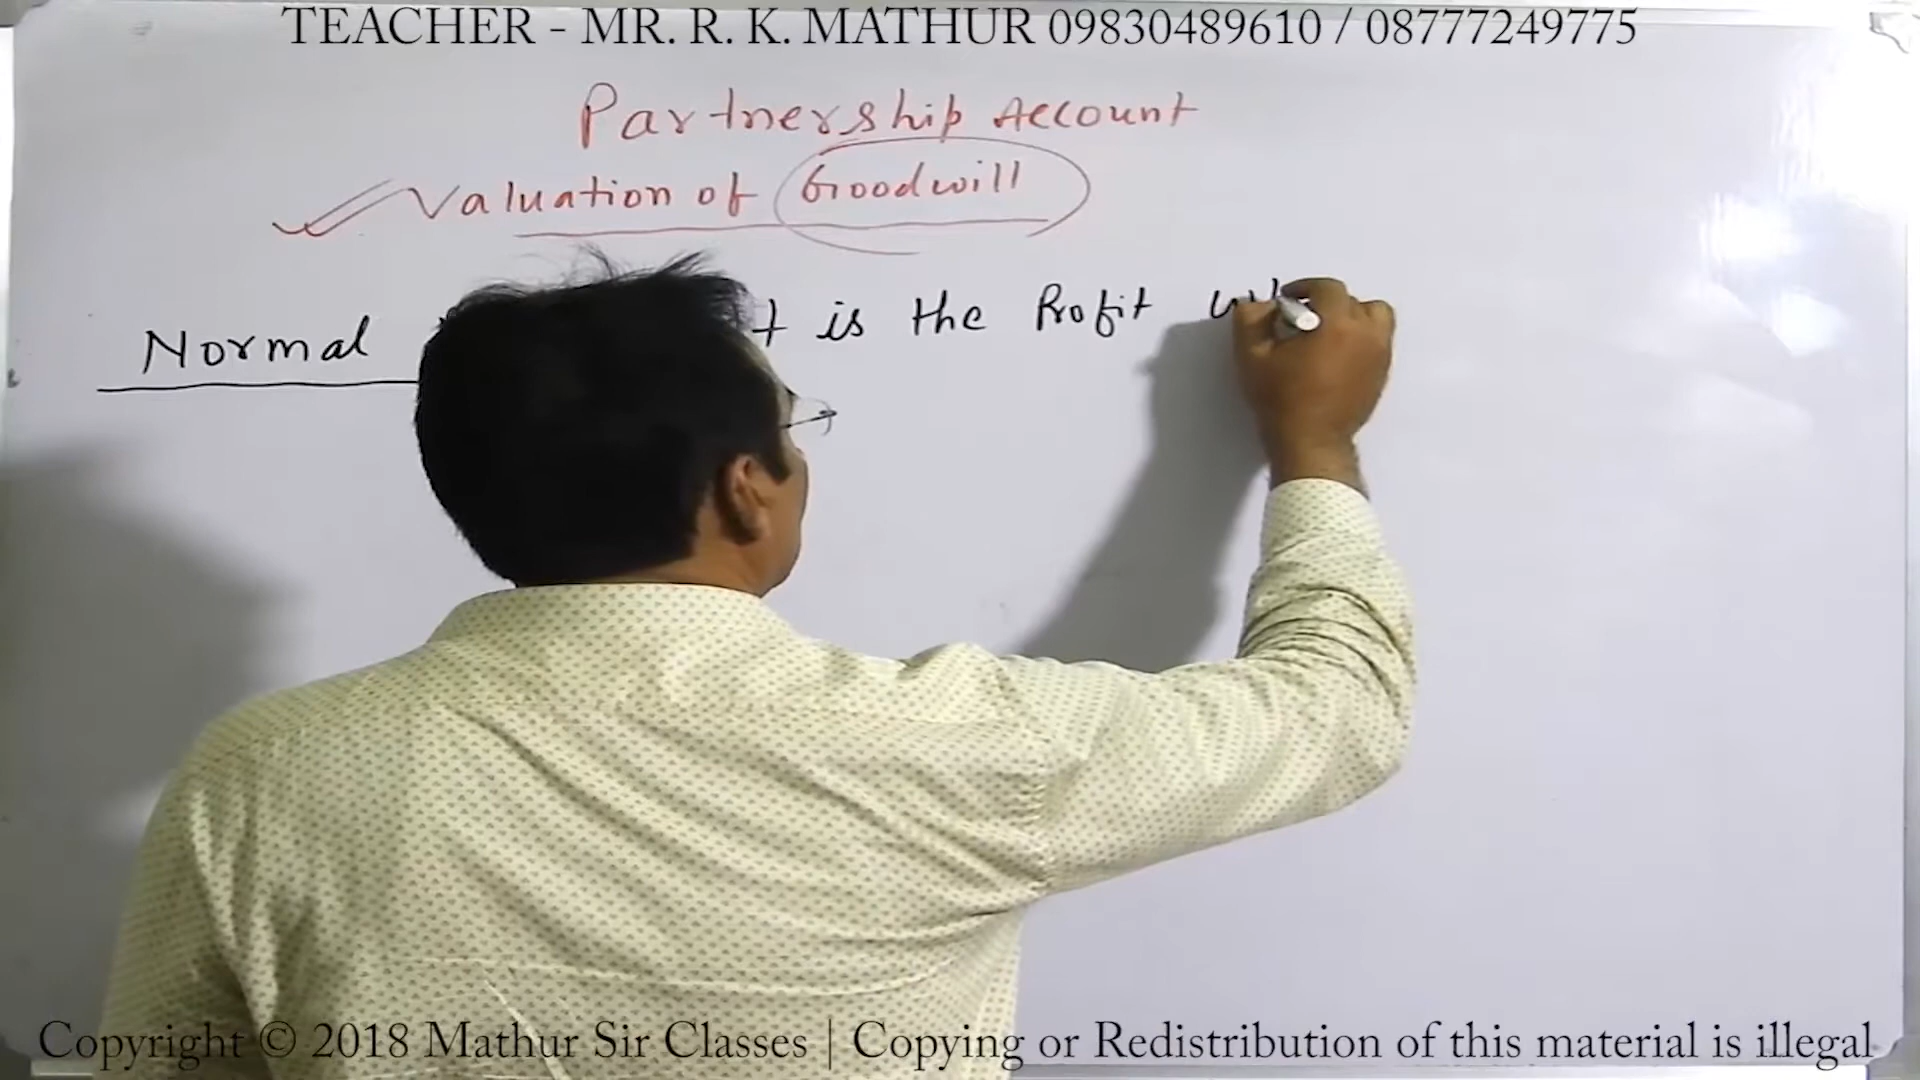 TEACHER - MR. R. K. MATHUR 09830489610 / 08777249775
Partnership Account
Valuation of Goodwill
Normal is the Profit
Copyright © 2018 Mathur Sir Classes | Copying or Redistribution of this material is illegal